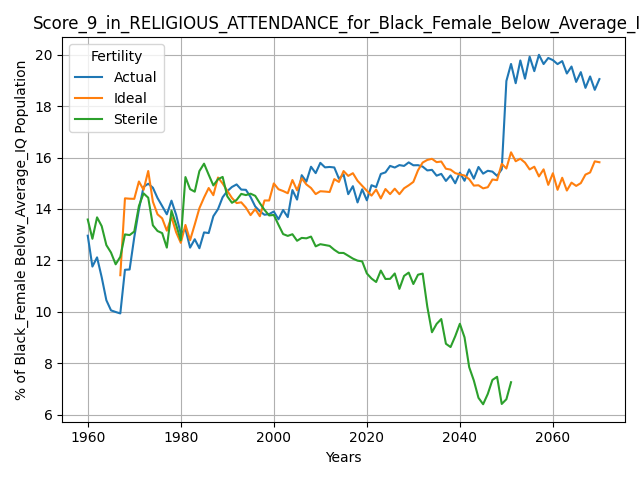 Score_9_in_RELIGIOUS_ATTENDANCE_for_Black_Female_Below_Average_I
Fertility
Actual
Ideal
Sterile
% of Black_Female Below_Average_IQ Population
20
18
16
14
12
10
8
6
1960 1980 2000 2020 2040 2060
Years